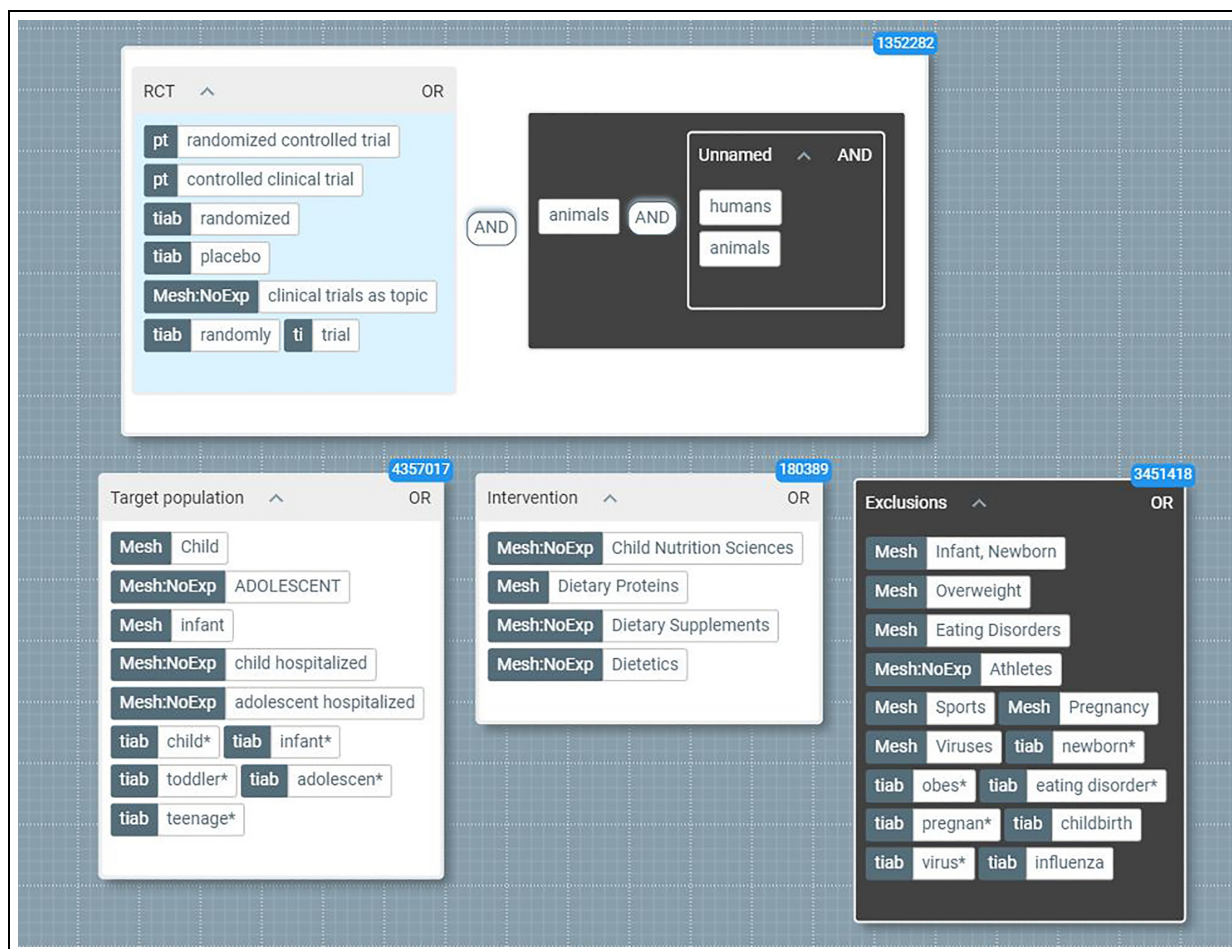 1352282
RCT OR
pt randomized controlled trial
pt controlled clinical trial
tiab randomized
tiab placebo
Mesh:NoExp clinical trials as topic
tiab randomly ti trial
AND
animals AND
Unnamed AND
humans
animals
4357017
Target population OR
Mesh Child
Mesh:NoExp ADOLESCENT
Mesh infant
Mesh:NoExp child hospitalized
Mesh:NoExp adolescent hospitalized
tiab child* tiab infant*
tiab toddler* tiab adolescen*
tiab teenage*
180389
Intervention OR
Mesh:NoExp Child Nutrition Sciences
Mesh Dietary Proteins
Mesh:NoExp Dietary Supplements
Mesh:NoExp Dietetics
3451418
Exclusions OR
Mesh Infant, Newborn
Mesh Overweight
Mesh Eating Disorders
Mesh:NoExp Athletes
Mesh Sports Mesh Pregnancy
Mesh Viruses tiab newborn*
tiab obes* tiab eating disorder*
tiab pregnan* tiab childbirth
tiab virus* tiab influenza